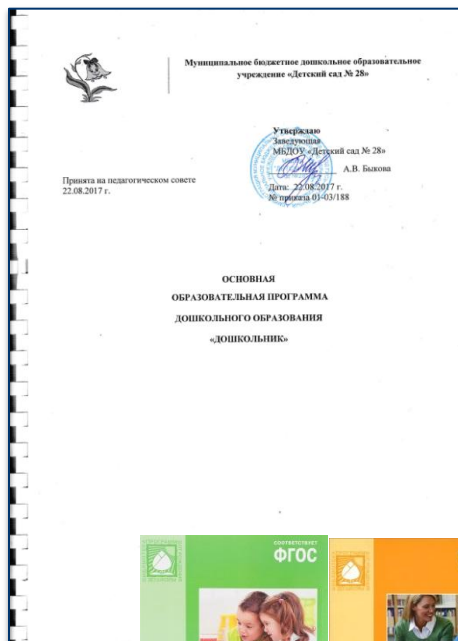 Муниципальное бюджетное дошкольное образовательное
учреждение «Детский сад № 28»
Утверждаю
Заведующая
МБДОУ «Детский сад № 28»
А.В. Быкова
Дата: 22.08.2017 г.
№ приказа 01-03/188
Принята на педагогическом совете
22.08.2017 г.
ОСНОВНАЯ
ОБРАЗОВАТЕЛЬНАЯ ПРОГРАММА
ДОШКОЛЬНОГО ОБРАЗОВАНИЯ
«ДОШКОЛЬНИК»
СООТВЕТСТВУЕТ
ФГОС